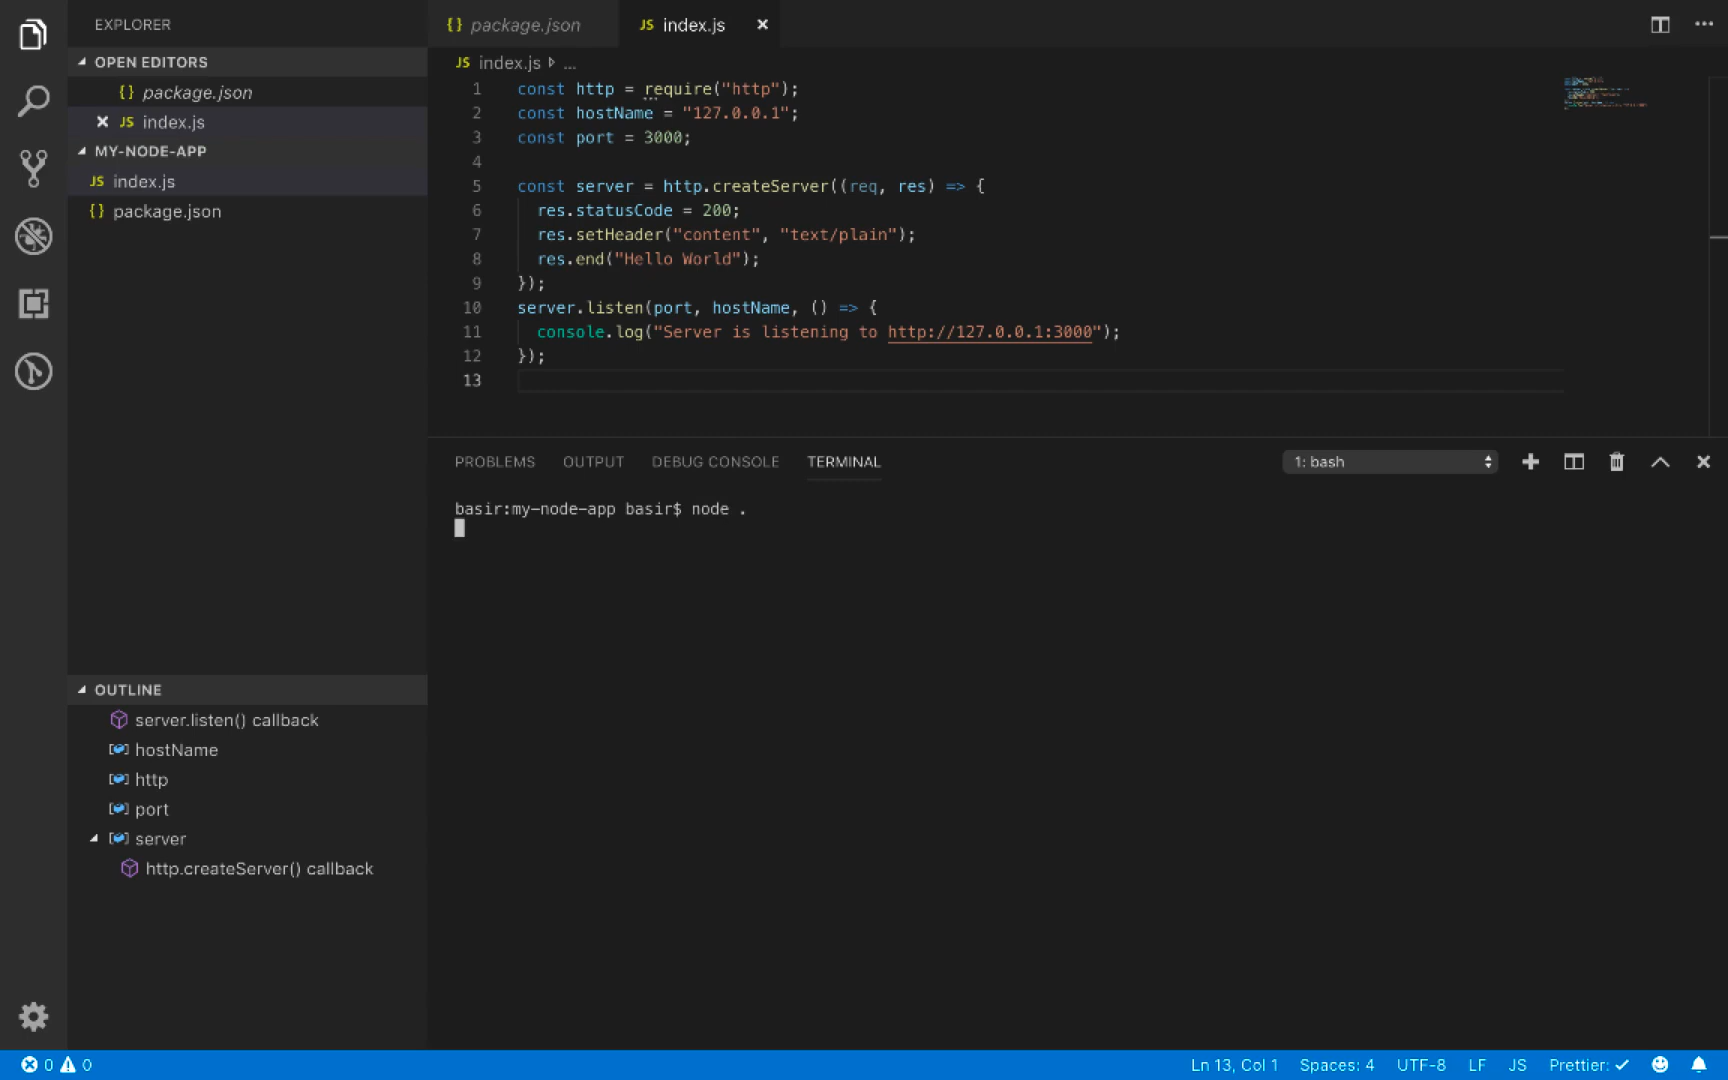 EXPLORER
OPEN EDITORS
{} package.json
JS index.js
MY-NODE-APP
JS index.js
{} package.json
OUTLINE
server.listen() callback
hostName
http
port
server
http.createServer() callback
{} package.json
JS index.js
JS index.js ...
1 const http = require("http");
2 const hostName = "127.0.0.1";
3 const port = 3000;
4
5 const server = http.createServer((req, res) => {
6 res.statusCode = 200;
7 res.setHeader("content", "text/plain");
8 res.end("Hello World");
9 });
10 server.listen(port, hostName, () => {
11 console.log("Server is listening to http://127.0.0.1:3000");
12 });
13
PROBLEMS OUTPUT DEBUG CONSOLE TERMINAL 1: bash
basir:my-node-app basir$ node .
0 0 Ln 13, Col 1 Spaces: 4 UTF-8 LF JS Prettier: ✓